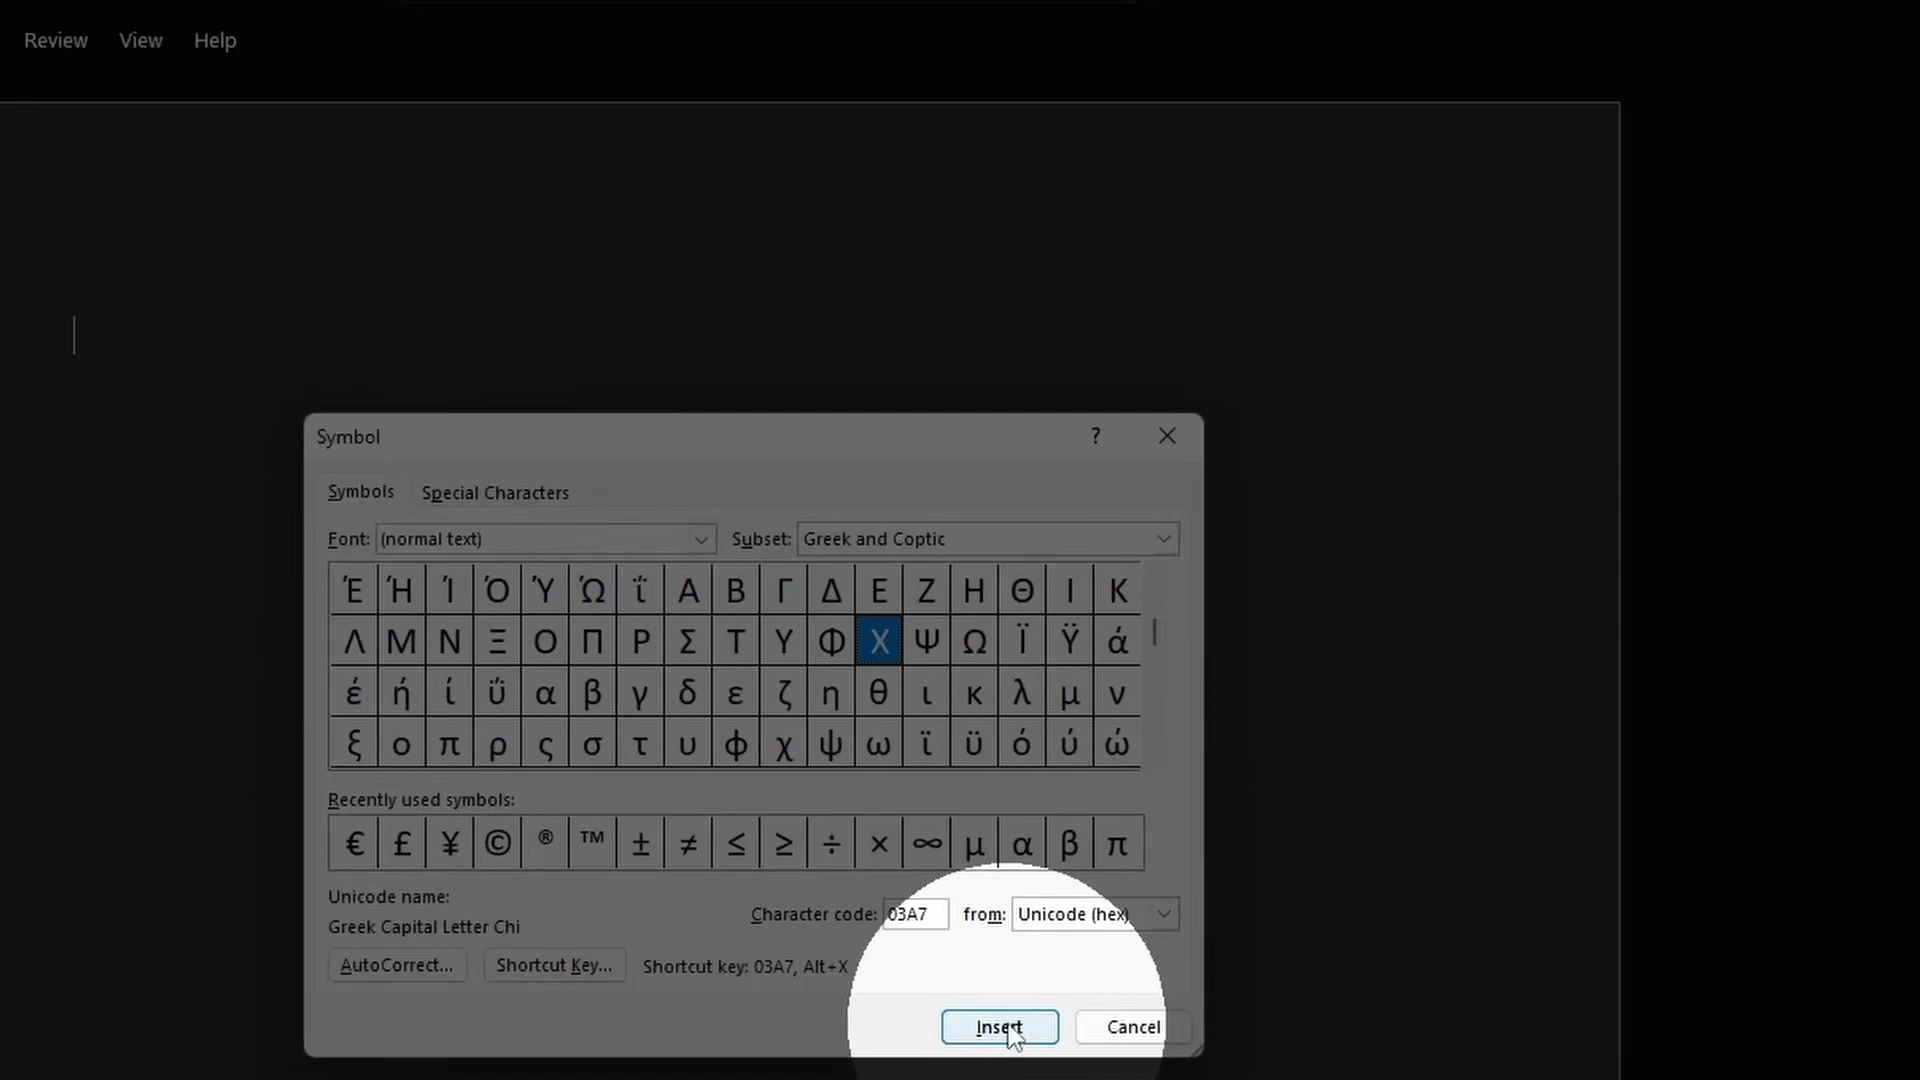 Review View Help
Symbol ?
Symbols Special Characters
Font: (normal text) Subset: Greek and Coptic
Έ Ή Ί Ό Ύ Ώ ΐ Α Β Γ Δ Ε Ζ Η Θ Ι Κ
Λ Μ Ν Ξ Ο Π Ρ Σ Τ Υ Φ Χ Ψ Ω Ϊ Ϋ ά
έ ή ί ΰ α β γ δ ε ζ η θ ι κ λ μ ν
ξ ο π ρ ς σ τ υ φ χ ψ ω ϊ ϋ ό ύ ώ
Recently used symbols:
€ £ ¥ © ® ™ ± ≠ ≤ ≥ ÷ × ∞ µ α β π
Unicode name:
Greek Capital Letter Chi
Character code: 03A7 from: Unicode (hex)
AutoCorrect... Shortcut Key... Shortcut key: 03A7, Alt+X
Insert Cancel